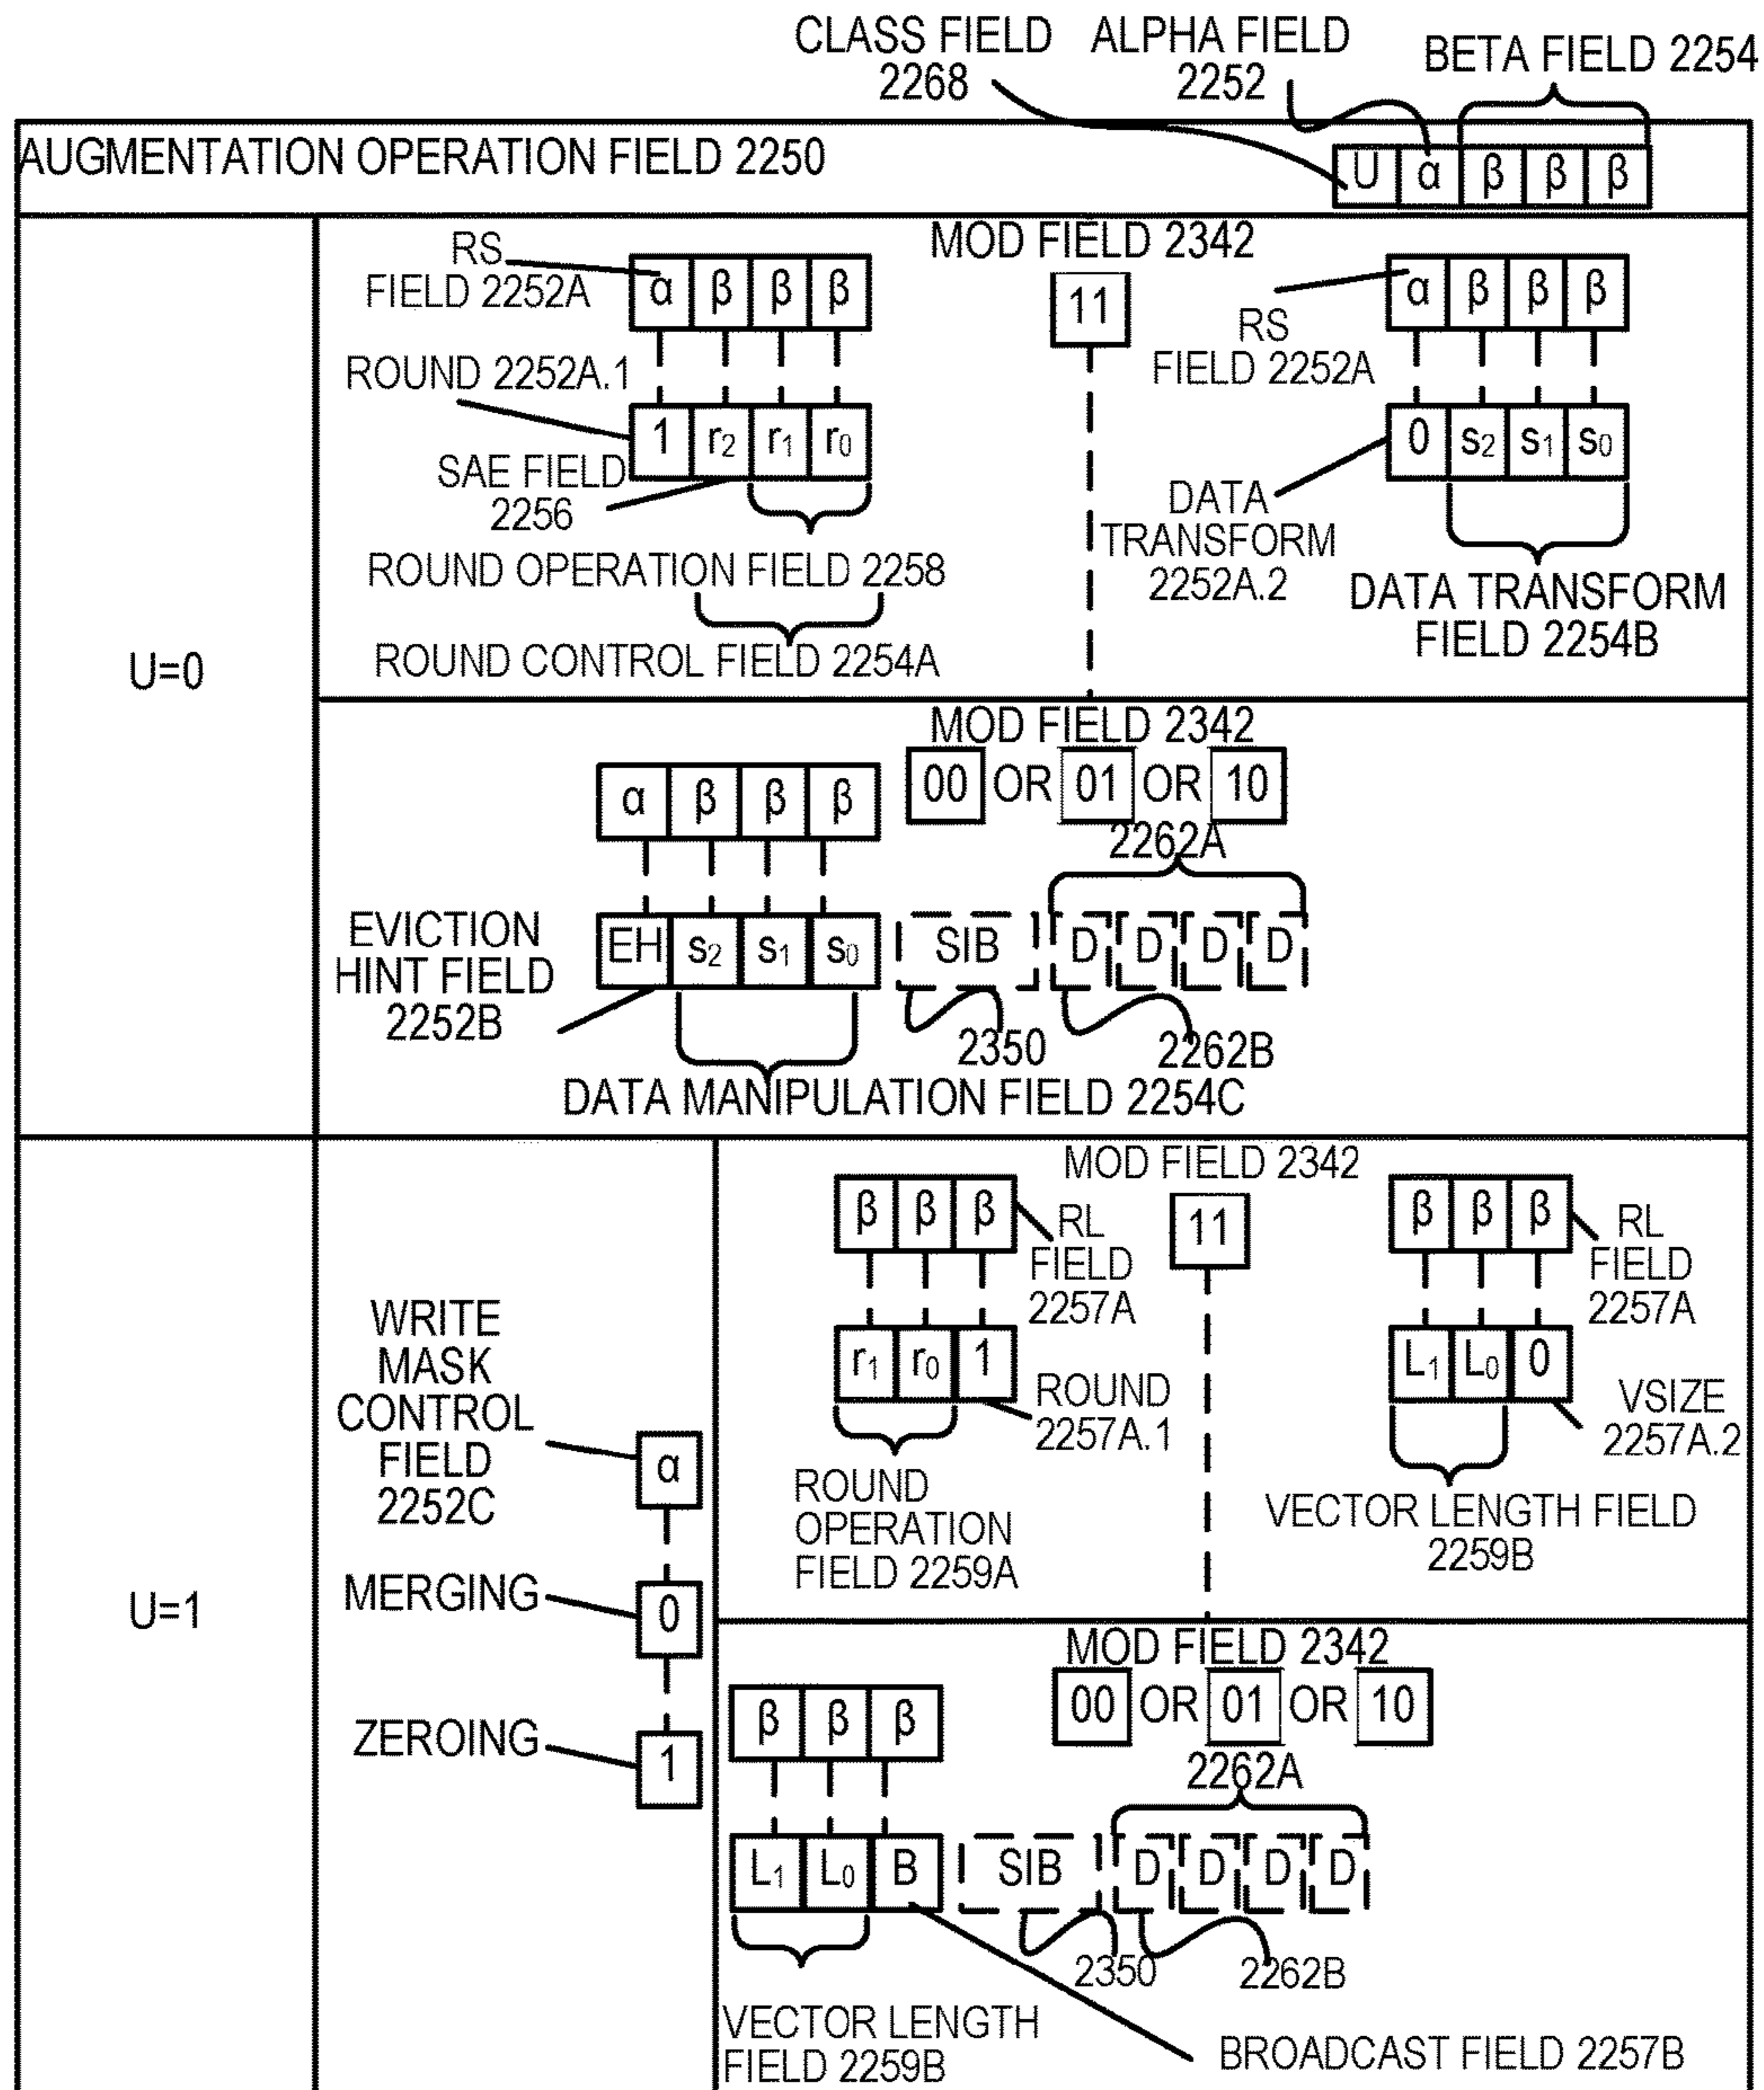 CLASS FIELD
2268
ALPHA FIELD
2252
BETA FIELD 2254
AUGMENTATION OPERATION FIELD 2250
U α β β β
U=0
MOD FIELD 2342
11
RS
FIELD 2252A
α β β β
ROUND 2252A.1
1 r2 r1 r0
SAE FIELD
2256
ROUND OPERATION FIELD 2258
ROUND CONTROL FIELD 2254A
α β β β
RS
FIELD 2252A
0 s2 s1 s0
DATA
TRANSFORM
2252A.2
DATA TRANSFORM
FIELD 2254B
MOD FIELD 2342
00 OR 01 OR 10
α β β β
2262A
EVICTION
HINT FIELD
2252B
EH s2 s1 s0 SIB D D D D
2350
2262B
DATA MANIPULATION FIELD 2254C
U=1
WRITE
MASK
CONTROL
FIELD
2252C
α
MERGING
0
ZEROING
1
MOD FIELD 2342
11
β β β
RL
FIELD
2257A
r1 r0 1
ROUND
2257A.1
ROUND
OPERATION
FIELD 2259A
β β β
RL
FIELD
2257A
L1 L0 0
VSIZE
2257A.2
VECTOR LENGTH FIELD
2259B
MOD FIELD 2342
00 OR 01 OR 10
β β β
2262A
L1 L0 B SIB D D D D
2350
2262B
VECTOR LENGTH
FIELD 2259B
BROADCAST FIELD 2257B